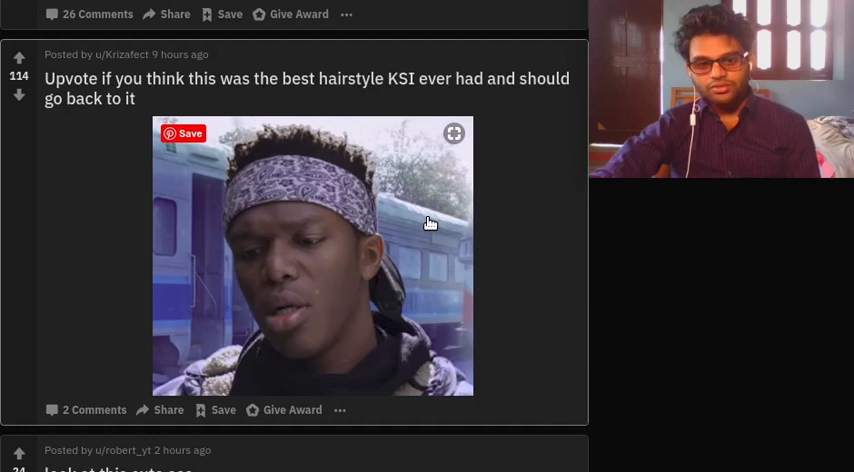 26 Comments Share Save Give Award
Posted by u/Krizafect 9 hours ago
114
Upvote if you think this was the best hairstyle KSI ever had and should
go back to it
Save
2 Comments Share Save Give Award
Posted by u/robert_yt 2 hours ago